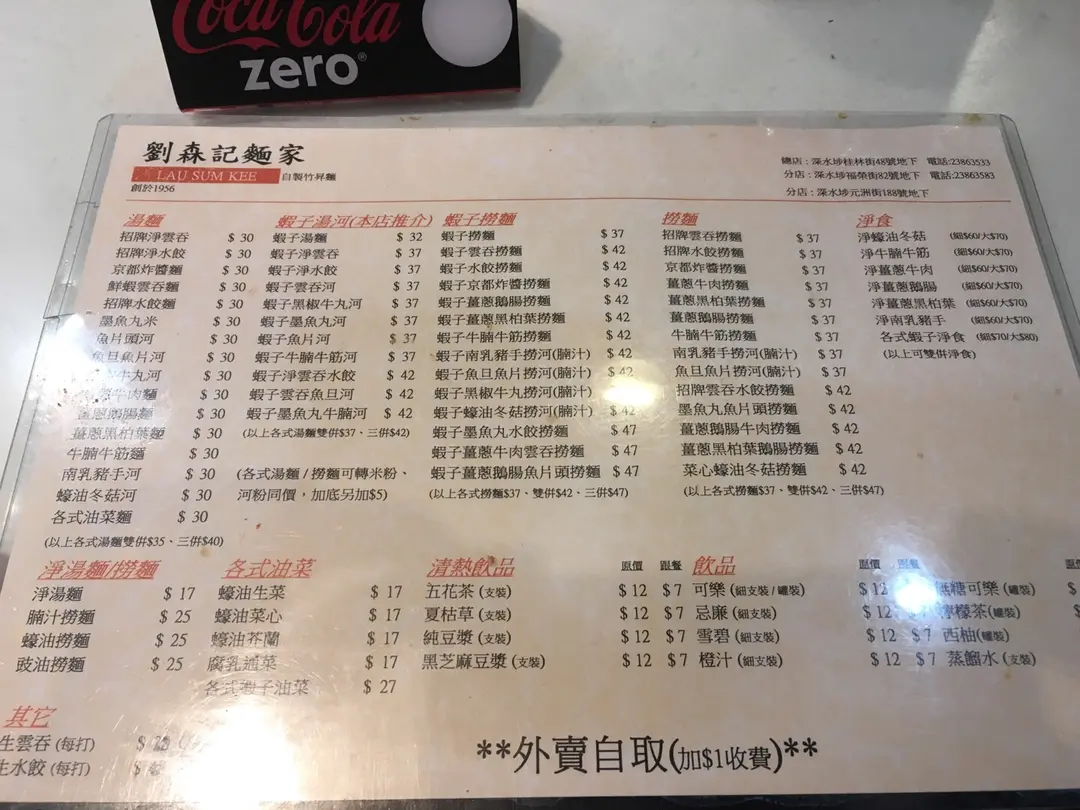 Coca Cola
zero
劉森記麵家
LAU SUM KEE 自製竹昇麵
創於1956
總店：深水埗桂林街48號地下 電話:23863533
分店：深水埗福榮街82號地下 電話:23863583
分店：深水埗元洲街188號地下
湯麵
招牌淨雲吞 $ 30
招牌淨水餃 $ 30
京都炸醬麵 $ 30
鮮蝦雲吞麵 $ 30
招牌水餃麵 $ 30
墨魚丸米 $ 30
魚片頭河 $ 30
魚旦魚片河 $ 30
牛丸河 $ 30
牛肉麵 $ 30
鵝腸麵 $ 30
薑蔥黑柏葉麵 $ 30
牛腩牛筋麵 $ 30
南乳豬手河 $ 30
蠔油冬菇河 $ 30
各式油菜麵 $ 30
(以上各式湯麵雙併$35、三併$40)
蝦子湯河(本店推介)
蝦子湯麵 $ 32
蝦子淨雲吞 $ 37
蝦子淨水餃 $ 37
蝦子雲吞河 $ 37
蝦子黑椒牛丸河 $ 37
蝦子墨魚丸河 $ 37
蝦子魚片河 $ 37
蝦子牛腩牛筋河 $ 37
蝦子淨雲吞水餃 $ 42
蝦子雲吞魚旦河 $ 42
蝦子墨魚丸牛腩河 $ 42
(以上各式湯麵雙併$37、三併$42)
(各式湯麵 / 撈麵可轉米粉、
河粉同價，加底另加$5)
蝦子撈麵
蝦子撈麵 $ 37
蝦子雲吞撈麵 $ 42
蝦子水餃撈麵 $ 42
蝦子京都炸醬撈麵 $ 42
蝦子薑蔥鵝腸撈麵 $ 42
蝦子薑蔥黑柏葉撈麵 $ 42
蝦子牛腩牛筋撈麵 $ 42
蝦子南乳豬手撈河(腩汁) $ 42
蝦子魚旦魚片撈河(腩汁) $ 42
蝦子黑椒牛丸撈河(腩汁)
蝦子蠔油冬菇撈河(腩汁) $ 42
蝦子墨魚丸水餃撈麵 $ 47
蝦子薑蔥牛肉雲吞撈麵 $ 47
蝦子薑蔥鵝腸魚片頭撈麵 $ 47
(以上各式撈麵$37、雙併$42、三併$47)
撈麵
招牌雲吞撈麵 $ 37
招牌水餃撈麵 $ 37
京都炸醬撈麵 $ 37
薑蔥牛肉撈麵 $ 37
薑蔥黑柏葉撈麵 $ 37
薑蔥鵝腸撈麵 $ 37
牛腩牛筋撈麵 $ 37
南乳豬手撈河(腩汁) $ 37
魚旦魚片撈河(腩汁) $ 37
招牌雲吞水餃撈麵 $ 42
墨魚丸魚片頭撈麵 $ 42
薑蔥魚腩牛肉撈麵 $ 42
薑蔥黑柏葉鵝腸撈麵 $ 42
菜心蠔油冬菇撈麵 $ 42
(以上各式撈麵$37、雙併$42、三併$47)
淨食
淨蠔油冬菇 (細$60/大$70)
淨牛腩牛筋 (細$60/大$70)
淨薑蔥牛肉 (細$60/大$70)
淨薑蔥鵝腸 (細$60/大$70)
淨薑蔥黑柏葉 (細$60/大$70)
淨南乳豬手 (細$60/大$70)
各式蝦子淨食 (細$70/大$80)
(以上可雙併淨食)
淨湯麵/撈麵
淨湯麵 $ 17
腩汁撈麵 $ 25
蠔油撈麵 $ 25
豉油撈麵 $ 25
各式油菜
蠔油生菜 $ 17
蠔油菜心 $ 17
蠔油芥蘭 $ 17
腐乳通菜 $ 17
各式蝦子油菜 $ 27
清熱飲品 原價 跟餐
五花茶 (支裝) $ 12 $ 7
夏枯草 (支裝) $ 12 $ 7
純豆漿 (支裝) $ 12 $ 7
黑芝麻豆漿 (支裝) $ 12 $ 7
飲品 原價 跟餐
可樂 (細支裝 / 罐裝) $ 12
忌廉 (細支裝) $ 12
雪碧 (細支裝) $ 12 $ 7
橙汁 (細支裝) $ 12 $ 7
無糖可樂 (罐裝)
檸檬茶(罐裝)
西柚(罐裝)
蒸餾水 (支裝)
其它
生雲吞 (每打)
生水餃 (每打)
**外賣自取(加$1收費)**